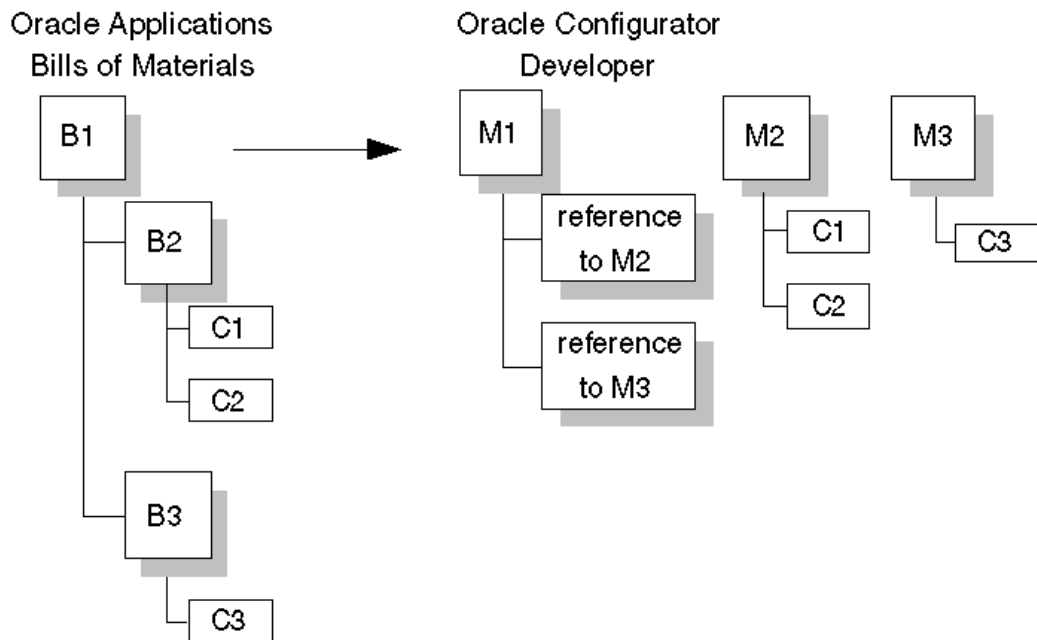 Oracle Applications
Bills of Materials
B1
B2
C1
C2
B3
C3
Oracle Configurator
Developer
M1
reference
to M2
reference
to M3
M2
C1
C2
M3
C3